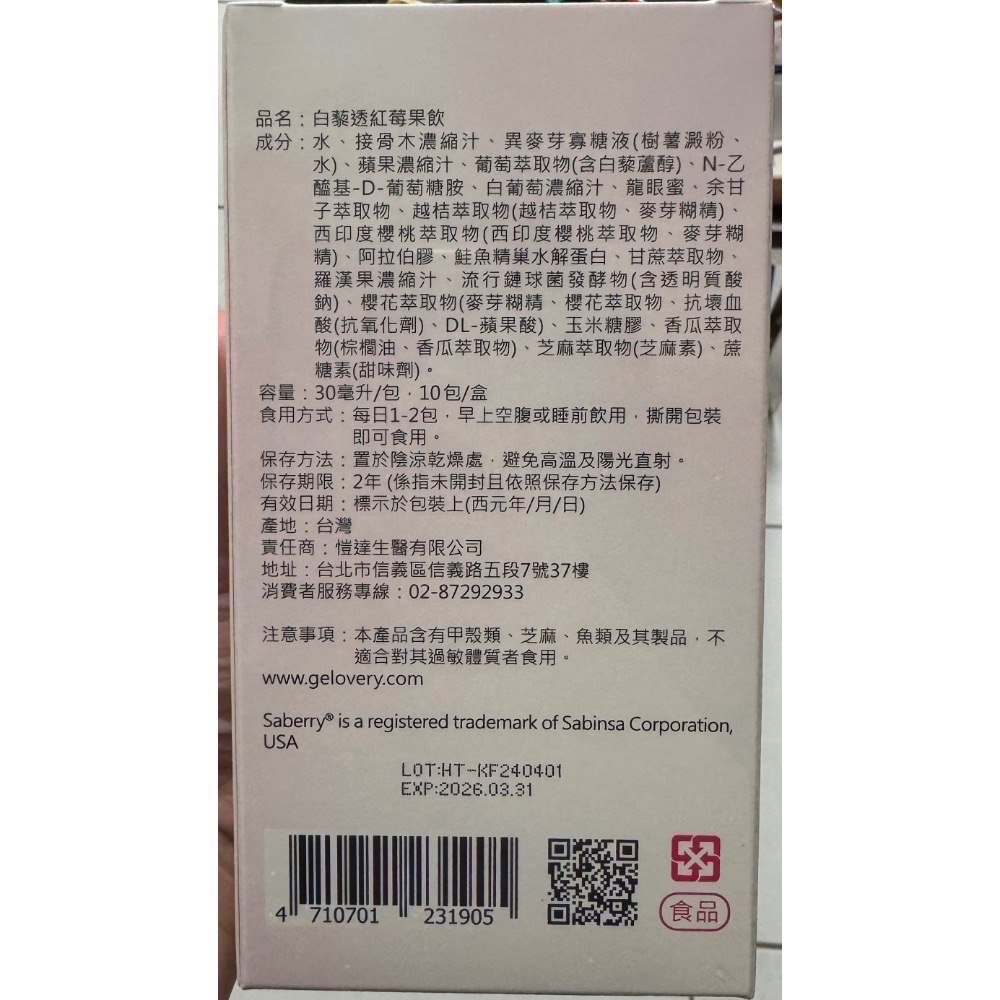 品名：白藜透紅莓果飲
成分：水、接骨木濃縮汁、異麥芽寡糖液(樹薯澱粉、
水)、蘋果濃縮汁、葡萄萃取物(含白藜蘆醇)、N-乙
醯基-D-葡萄糖胺、白葡萄濃縮汁、龍眼蜜、余甘
子萃取物、越桔萃取物(越桔萃取物、麥芽糊精)、
西印度櫻桃萃取物(西印度櫻桃萃取物、麥芽糊
精)、阿拉伯膠、鮭魚精巢水解蛋白、甘蔗萃取物、
羅漢果濃縮汁、流行鏈球菌發酵物(含透明質酸
鈉)、櫻花萃取物(麥芽糊精、櫻花萃取物、抗壞血
酸(抗氧化劑)、DL-蘋果酸)、玉米糖膠、香瓜萃取
物(棕櫚油、香瓜萃取物)、芝麻萃取物(芝麻素)、蔗
糖素(甜味劑)。
容量：30毫升/包，10包/盒
食用方式：每日1-2包，早上空腹或睡前飲用，撕開包裝
即可食用。
保存方法：置於陰涼乾燥處，避免高溫及陽光直射。
保存期限：2年 (係指未開封且依照保存方法保存)
有效日期：標示於包裝上(西元年/月/日)
產地：台灣
責任商：愷達生醫有限公司
地址：台北市信義區信義路五段7號37樓
消費者服務專線：02-87292933
注意事項：本產品含有甲殼類、芝麻、魚類及其製品，不
適合對其過敏體質者食用。
www.gelovery.com
Saberry® is a registered trademark of Sabinsa Corporation,
USA
LOT:HT-KF240401
EXP:2026.03.31
4 710701 231905
食品